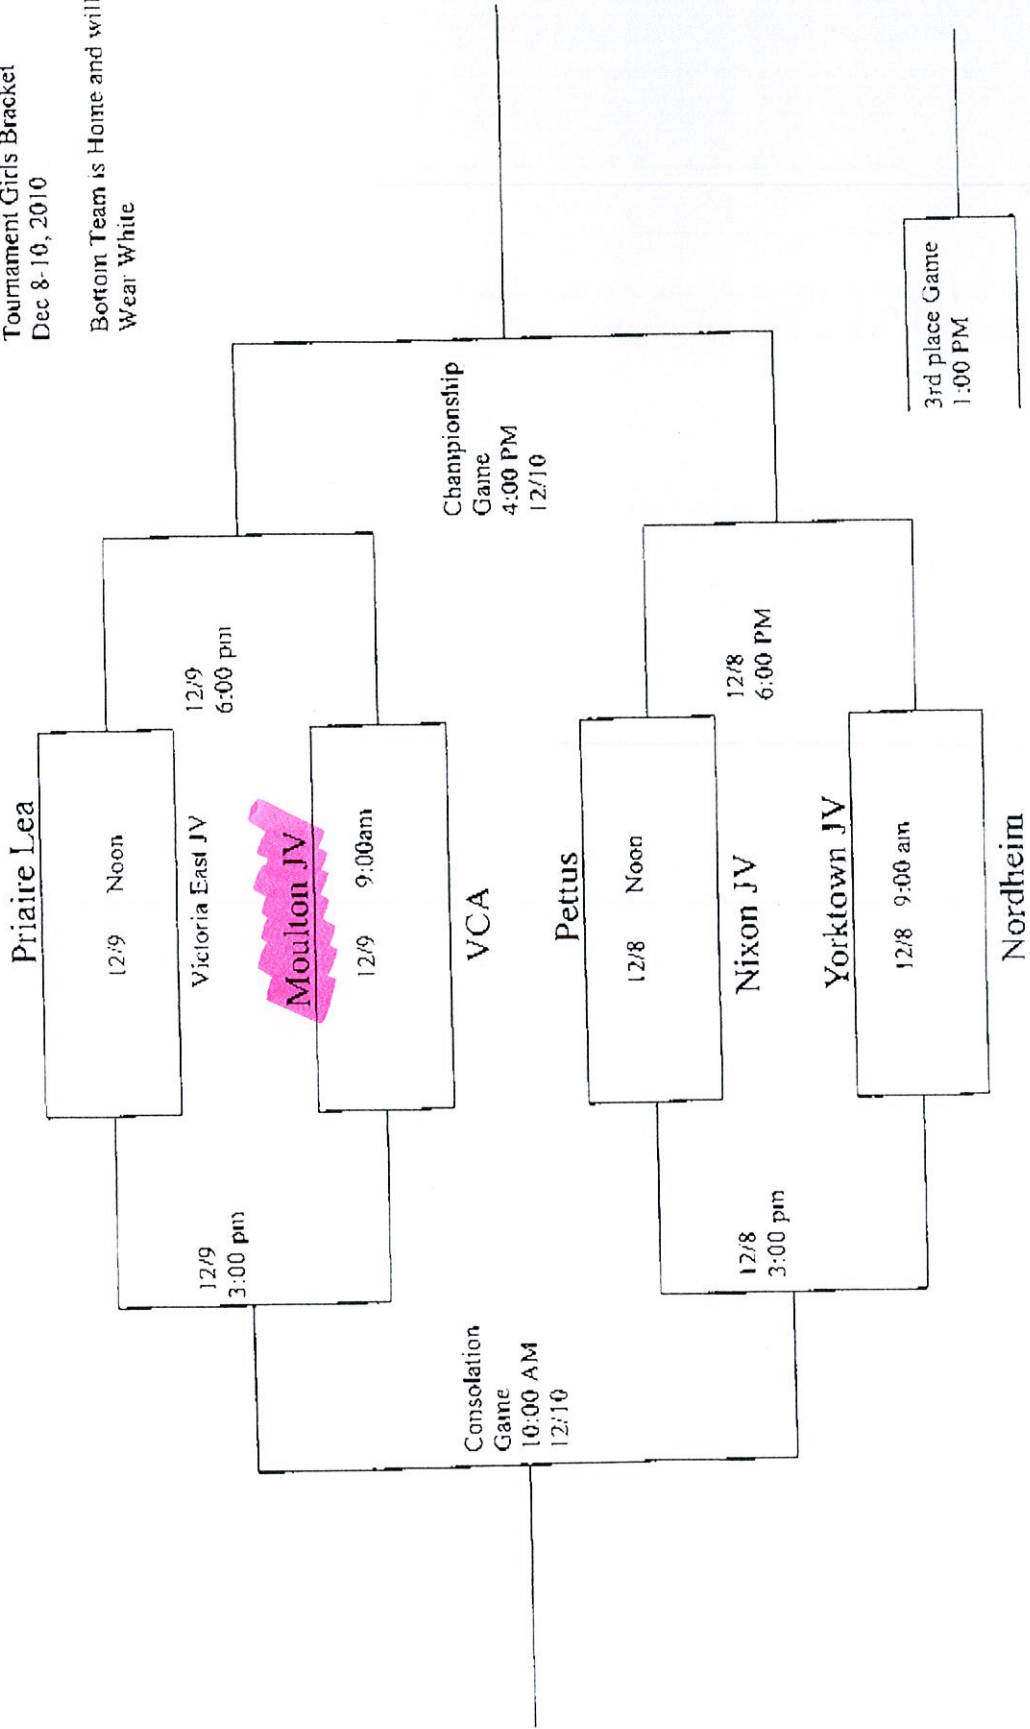 Tournament Girls Bracket
Dec 8-10, 2010
Bottom Team is Home and will
Wear White
Priaire Lea
12/9 Noon
Victoria East JV
12/9
6:00 pm
Moulton JV
12/9 9:00am
VCA
12/9
3:00 pm
Championship
Game
4:00 PM
12/10
Consolation
Game
10:00 AM
12/10
Pettus
12/8 Noon
Nixon JV
12/8
6:00 PM
Yorktown JV
12/8 9:00 am
Nordheim
12/8
3:00 pm
3rd place Game
1:00 PM